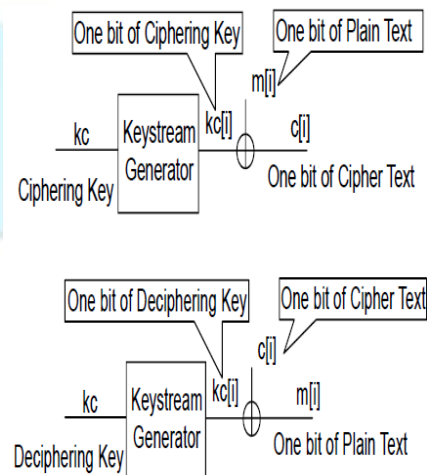 One bit of Ciphering Key
One bit of Plain Text
m[i]
kc
Keystream
Generator
kc[i]
c[i]
Ciphering Key
One bit of Cipher Text
One bit of Deciphering Key
One bit of Cipher Text
c[i]
kc
Keystream
Generator
kc[i]
m[i]
Deciphering Key
One bit of Plain Text